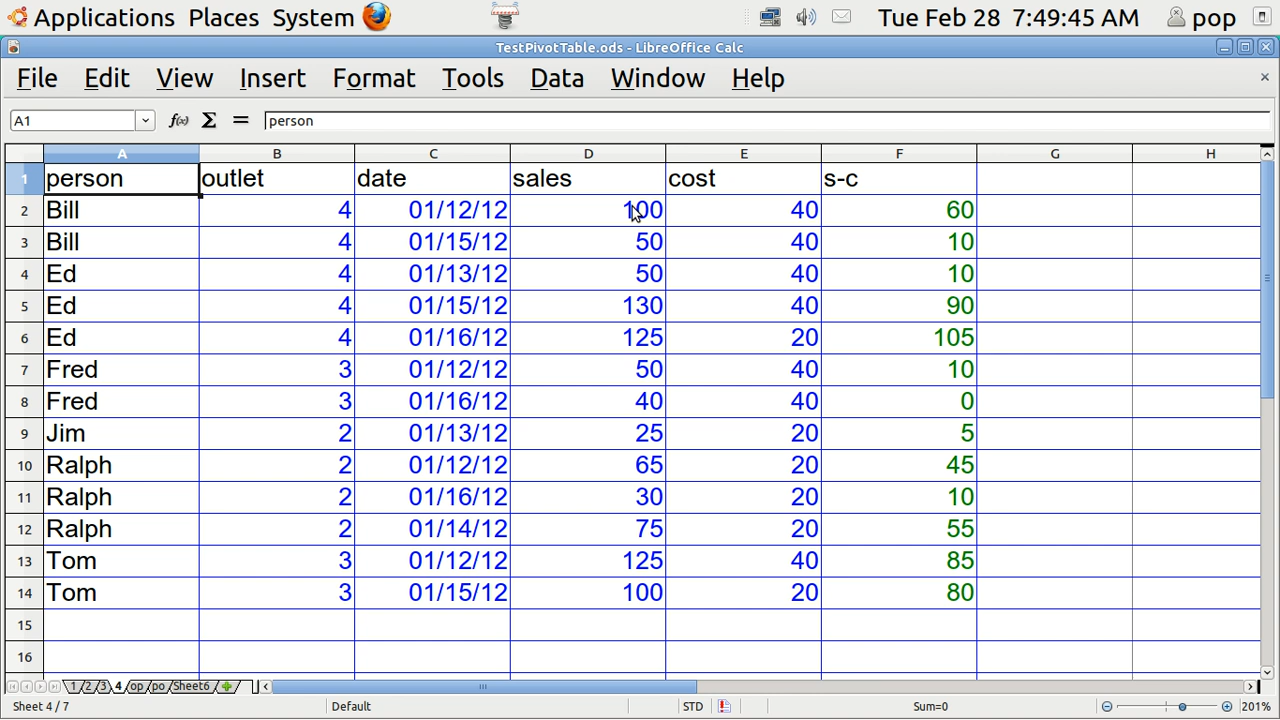 Applications Places System Tue Feb 28 7:49:45 AM pop
TestPivotTable.ods - LibreOffice Calc
File Edit View Insert Format Tools Data Window Help ×
A1 f(x) Σ = person
A B C D E F G H
1 person outlet date sales cost s-c
2 Bill 4 01/12/12 100 40 60
3 Bill 4 01/15/12 50 40 10
4 Ed 4 01/13/12 50 40 10
5 Ed 4 01/15/12 130 40 90
6 Ed 4 01/16/12 125 20 105
7 Fred 3 01/12/12 50 40 10
8 Fred 3 01/16/12 40 40 0
9 Jim 2 01/13/12 25 20 5
10 Ralph 2 01/12/12 65 20 45
11 Ralph 2 01/16/12 30 20 10
12 Ralph 2 01/14/12 75 20 55
13 Tom 3 01/12/12 125 40 85
14 Tom 3 01/15/12 100 20 80
15
16
1 2 3 4 op po Sheet6
Sheet 4 / 7 Default STD Sum=0 201%